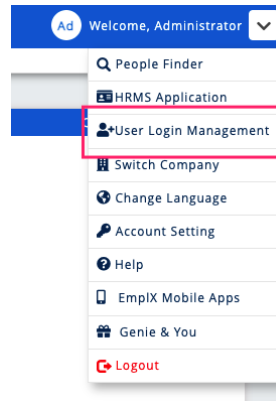 Ad Welcome, Administrator
People Finder
HRMS Application
User Login Management
Switch Company
Change Language
Account Setting
Help
EmplX Mobile Apps
Genie & You
Logout